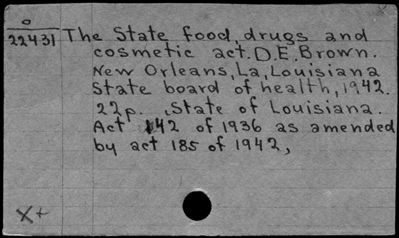 o
22431 The State food, drugs and
cosmetic act. D.E. Brown.
New Orleans, La, Louisiana
State board of health, 1942.
22p. (State of Louisiana.
Act 142 of 1936 as amended
by act 185 of 1942,
X+